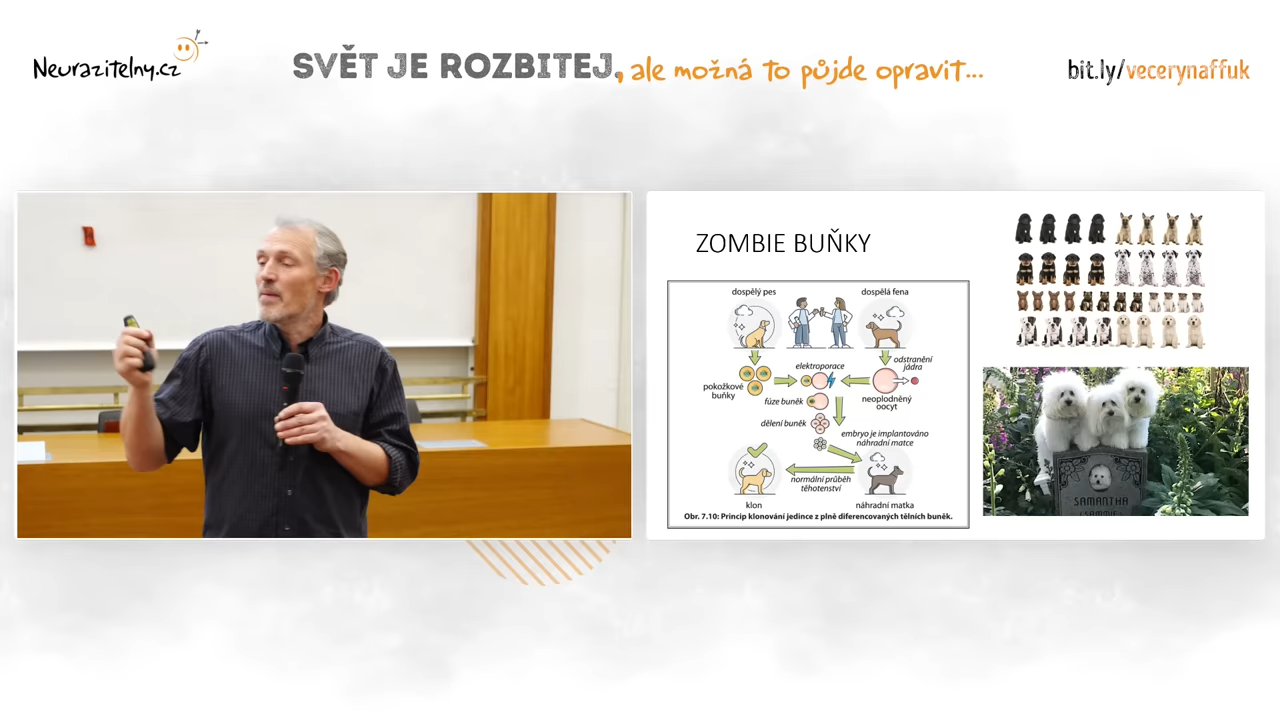 Neurazitelny.cz
SVĚT JE ROZBITEJ, ale možná to půjde opravit...
bit.ly/vecerynaffuk
ZOMBIE BUŇKY
dospělý pes
dospělá fena
elektroporace
odstranění
jádra
pokožkové
buňky
fúze buněk
neoplodněný
oocyt
dělení buněk
embryo je implantováno
náhradní matce
normální průběh
těhotenství
klon
náhradní matka
Obr. 7.10: Princip klonování jedince z plně diferencovaných tělních buněk.
SAMANTHA
(SAMMIE)